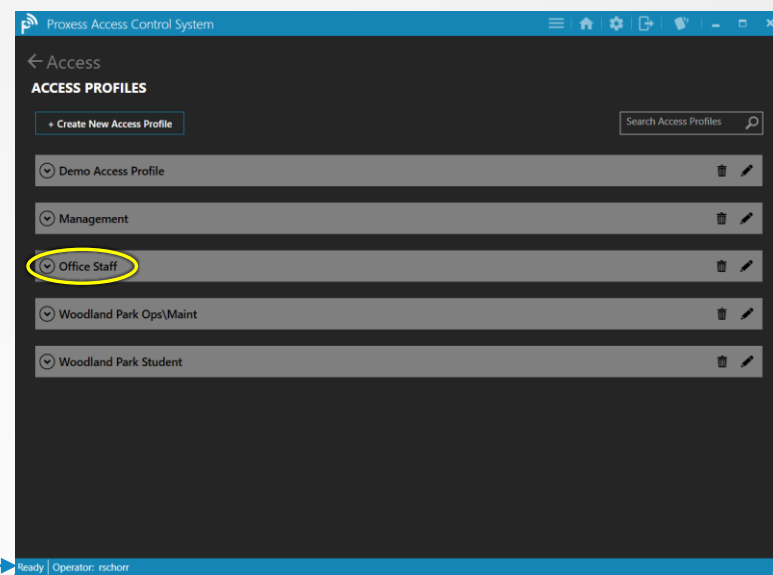 Proxess Access Control System
Access
ACCESS PROFILES
+ Create New Access Profile
Search Access Profiles
Demo Access Profile
Management
Office Staff
Woodland Park Ops\Maint
Woodland Park Student
Ready Operator: rschorr